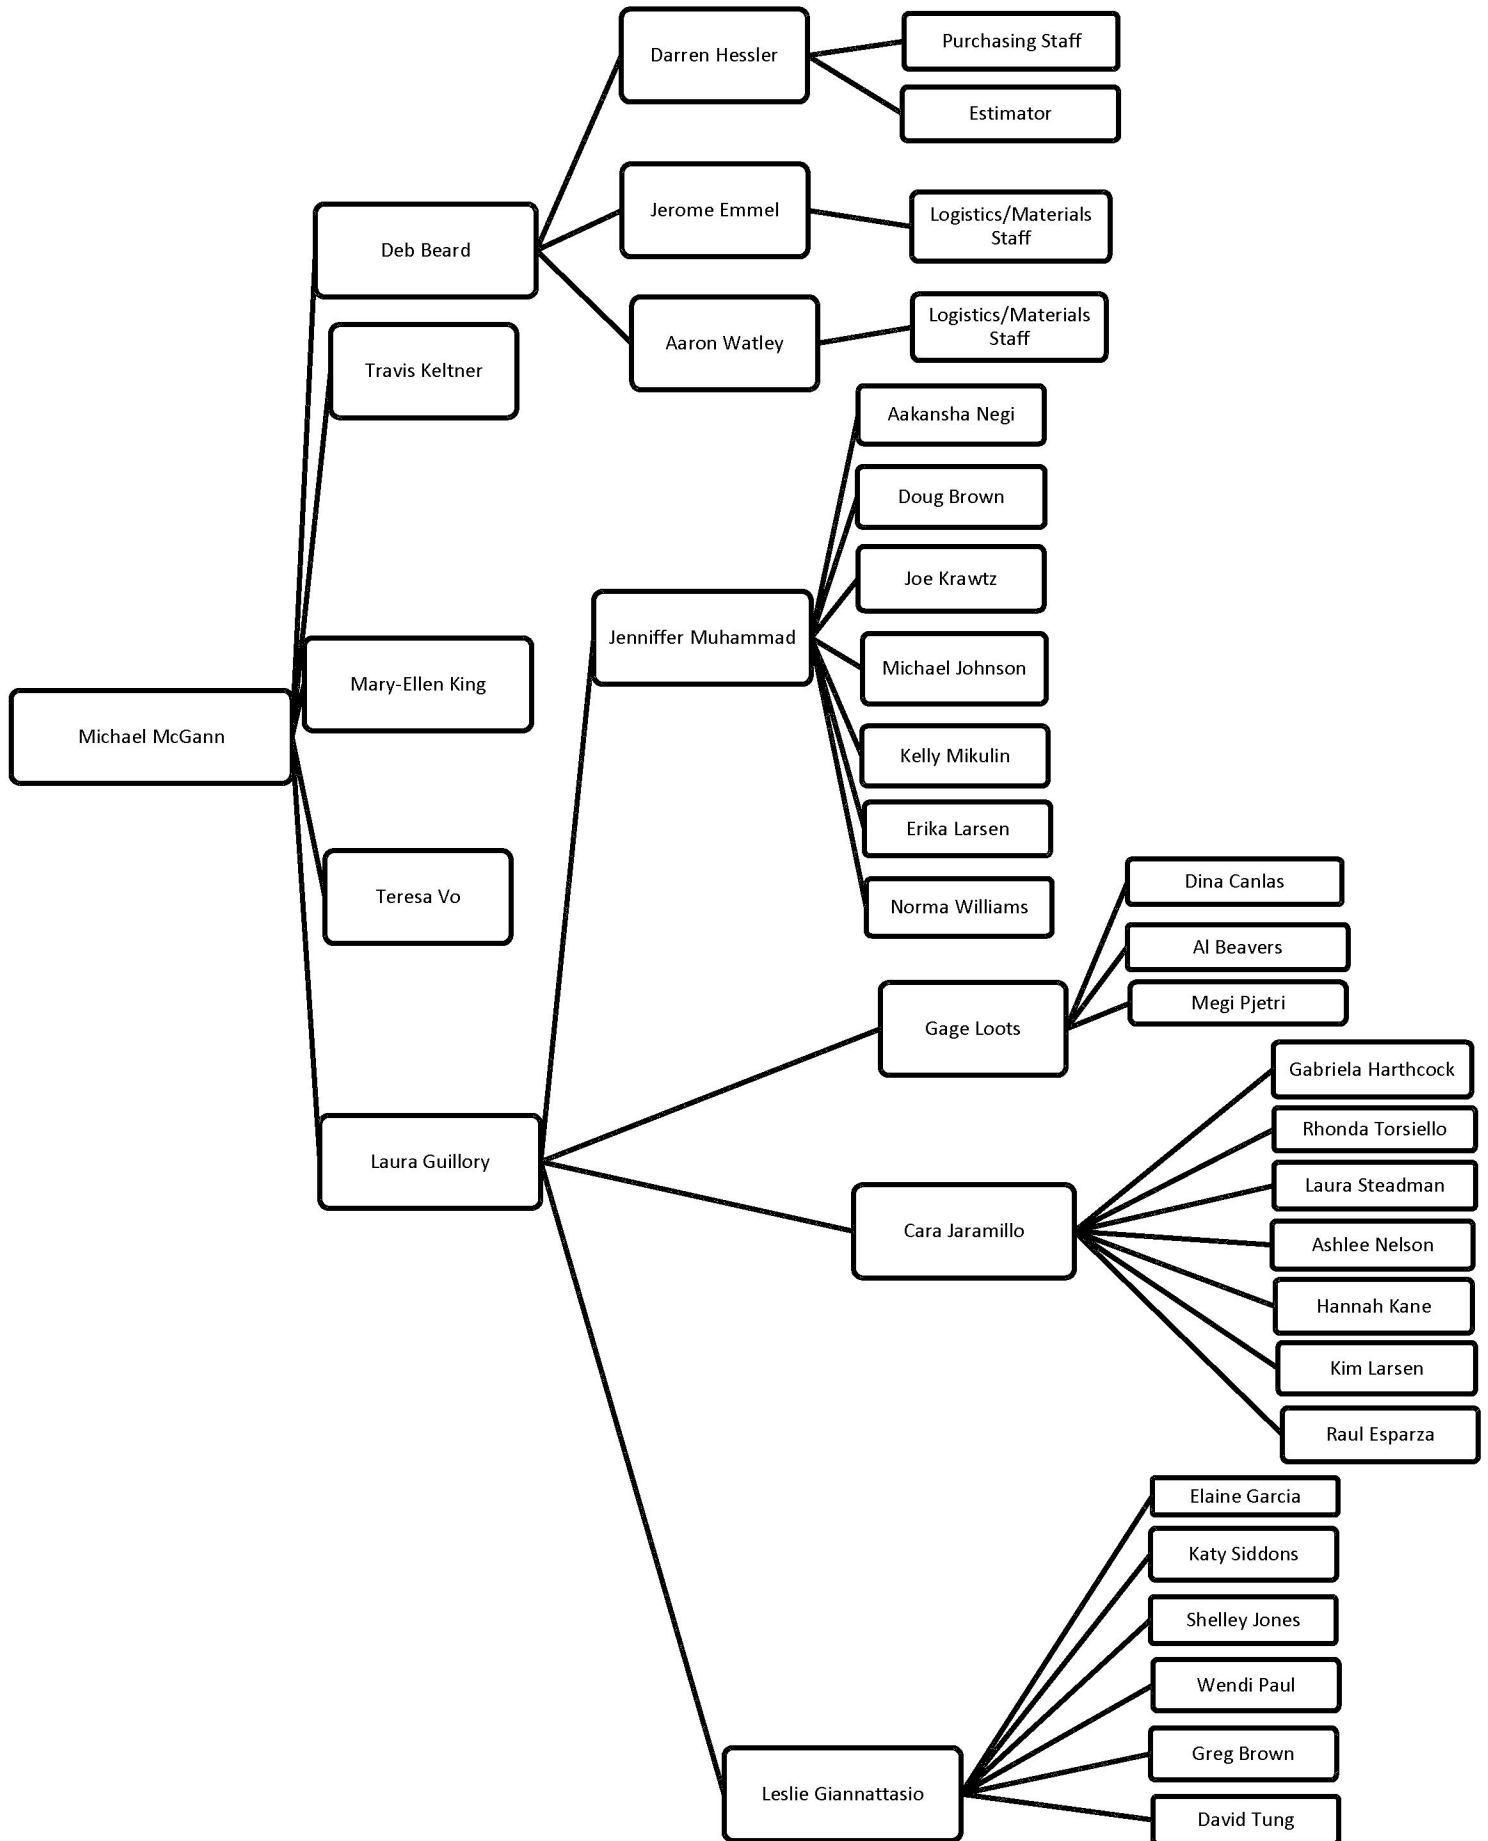 Darren Hessler
Purchasing Staff
Estimator
Jerome Emmel
Logistics/Materials
Staff
Deb Beard
Aaron Watley
Logistics/Materials
Staff
Travis Keltner
Aakansha Negi
Doug Brown
Joe Krawtz
Jenniffer Muhammad
Michael Johnson
Mary-Ellen King
Michael McGann
Kelly Mikulin
Erika Larsen
Teresa Vo
Norma Williams
Dina Canlas
Al Beavers
Megi Pjetri
Gage Loots
Gabriela Harthcock
Rhonda Torsiello
Laura Guillory
Laura Steadman
Cara Jaramillo
Ashlee Nelson
Hannah Kane
Kim Larsen
Raul Esparza
Elaine Garcia
Katy Siddons
Shelley Jones
Wendi Paul
Greg Brown
Leslie Giannattasio
David Tung